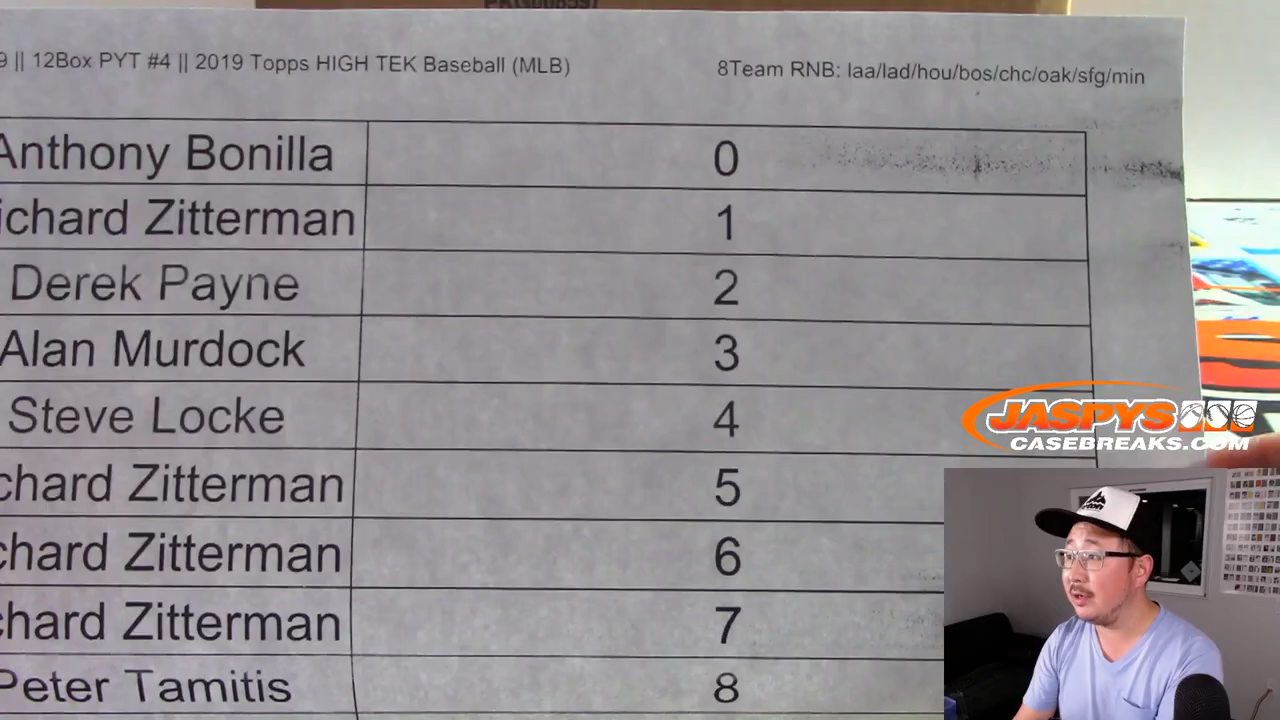 9 || 12Box PYT #4 || 2019 Topps HIGH TEK Baseball (MLB) 8Team RNB: laa/lad/hou/bos/chc/oak/sfg/min
Anthony Bonilla 0
ichard Zitterman 1
Derek Payne 2
Alan Murdock 3
Steve Locke 4
chard Zitterman 5
chard Zitterman 6
chard Zitterman 7
Peter Tamitis 8
JASPYS
CASEBREAKS.COM